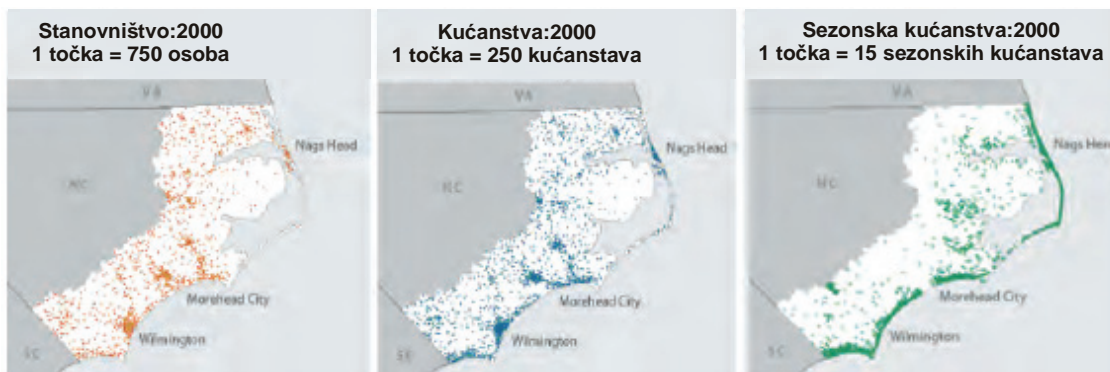 Stanovništvo:2000
1 točka = 750 osoba
VA
Nags Head
NC
Morehead City
Wilmington
SC
Kućanstva:2000
1 točka = 250 kućanstava
VA
Nags Head
NC
Morehead City
Wilmington
SC
Sezonska kućanstva:2000
1 točka = 15 sezonskih kućanstava
VA
Nags Head
NC
Morehead City
Wilmington
SC